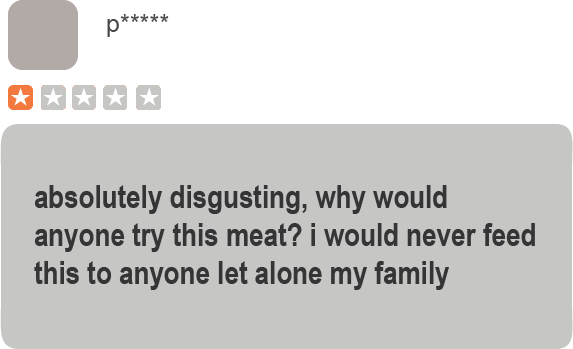 p*****
absolutely disgusting, why would
anyone try this meat? i would never feed
this to anyone let alone my family